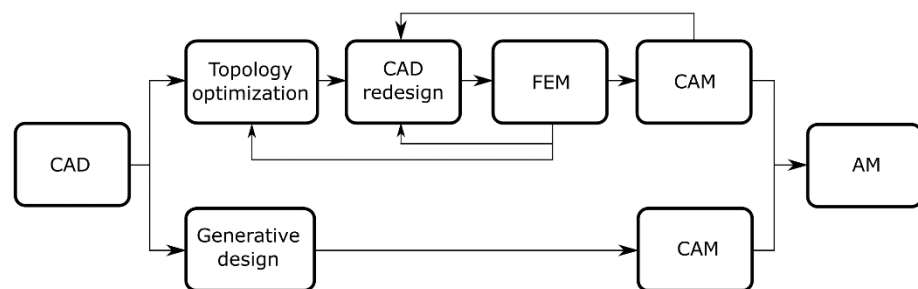 Topology
optimization
CAD
redesign
FEM
CAM
CAD
AM
Generative
design
CAM